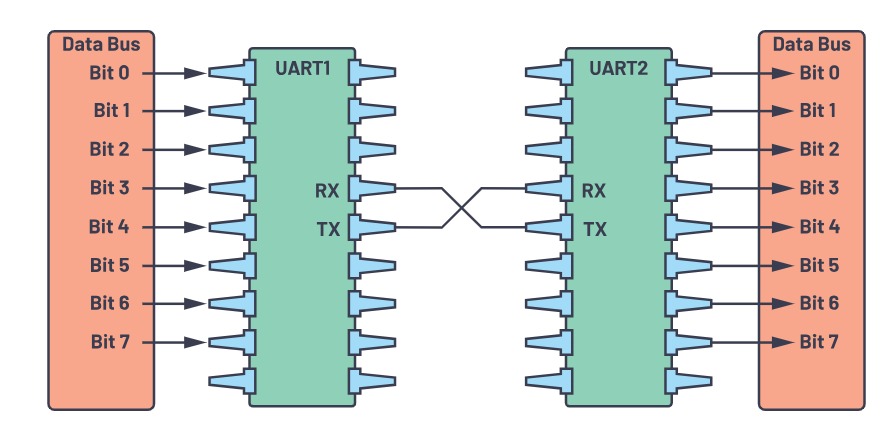 Data Bus
Bit 0
Bit 1
Bit 2
Bit 3
Bit 4
Bit 5
Bit 6
Bit 7
UART1
RX
TX
UART2
RX
TX
Data Bus
Bit 0
Bit 1
Bit 2
Bit 3
Bit 4
Bit 5
Bit 6
Bit 7